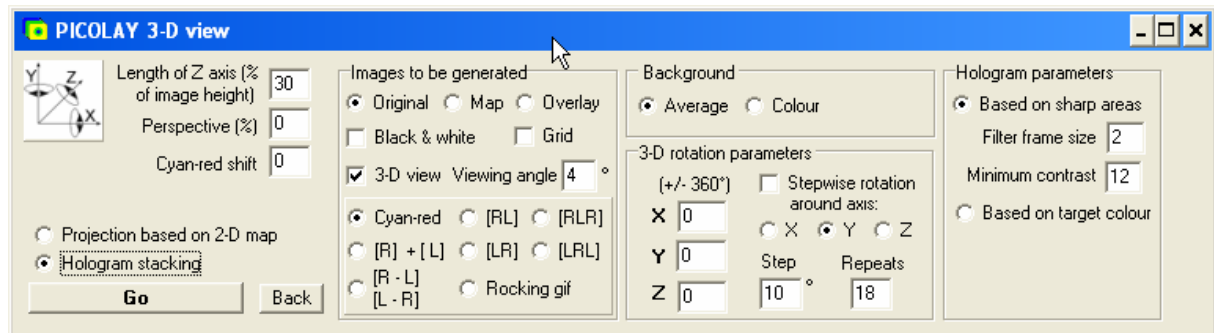 PICOLAY 3-D view
Y Z X
Length of Z axis (%
of image height) 30
Perspective (%) 0
Cyan-red shift 0
Projection based on 2-D map
Hologram stacking
Go Back
Images to be generated
Original Map Overlay
Black & white Grid
3-D view Viewing angle 4 °
Cyan-red [RL] [RLR]
[R] + [ L] [LR] [LRL]
[R - L]
[L - R] Rocking gif
Background
Average Colour
3-D rotation parameters
(+/- 360°) Stepwise rotation
around axis:
X 0 X Y Z
Y 0 Step Repeats
Z 0 10 ° 18
Hologram parameters
Based on sharp areas
Filter frame size 2
Minimum contrast 12
Based on target colour